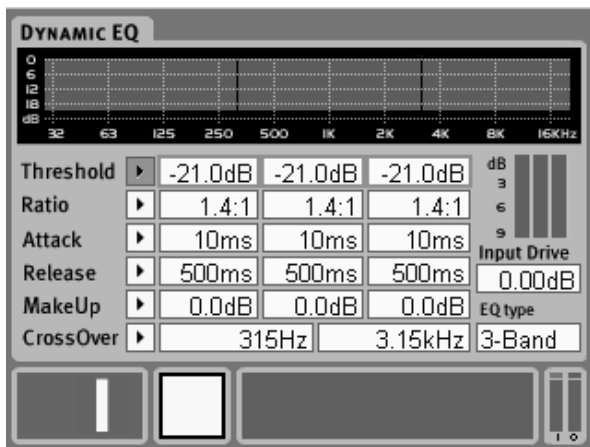 DYNAMIC EQ
0
6
12
18
dB
32 63 125 250 500 1K 2K 4K 8K 16KHz
Threshold -21.0dB -21.0dB -21.0dB
Ratio 1.4:1 1.4:1 1.4:1
Attack 10ms 10ms 10ms
Release 500ms 500ms 500ms
MakeUp 0.0dB 0.0dB 0.0dB
CrossOver 315Hz 3.15kHz
dB
3
6
9
Input Drive
0.00dB
EQ type
3-Band
I O